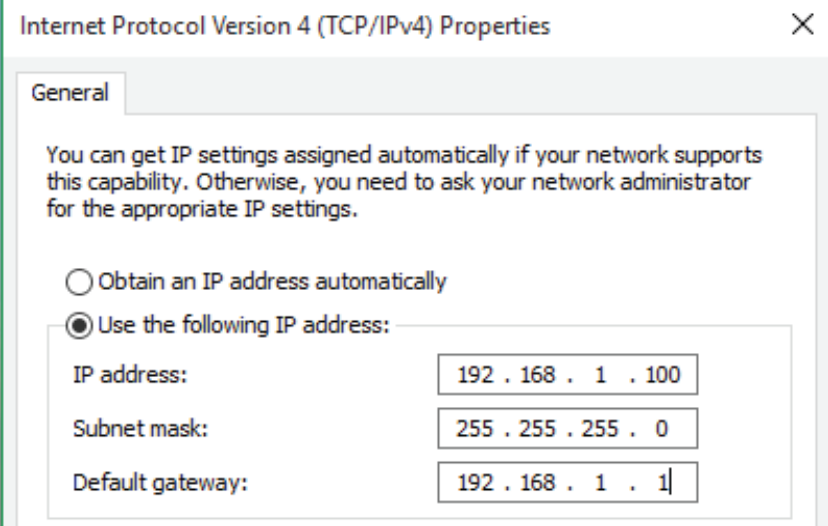 Internet Protocol Version 4 (TCP/IPv4) Properties
General
You can get IP settings assigned automatically if your network supports
this capability. Otherwise, you need to ask your network administrator
for the appropriate IP settings.
Obtain an IP address automatically
Use the following IP address:
IP address: 192 . 168 . 1 . 100
Subnet mask: 255 . 255 . 255 . 0
Default gateway: 192 . 168 . 1 . 1